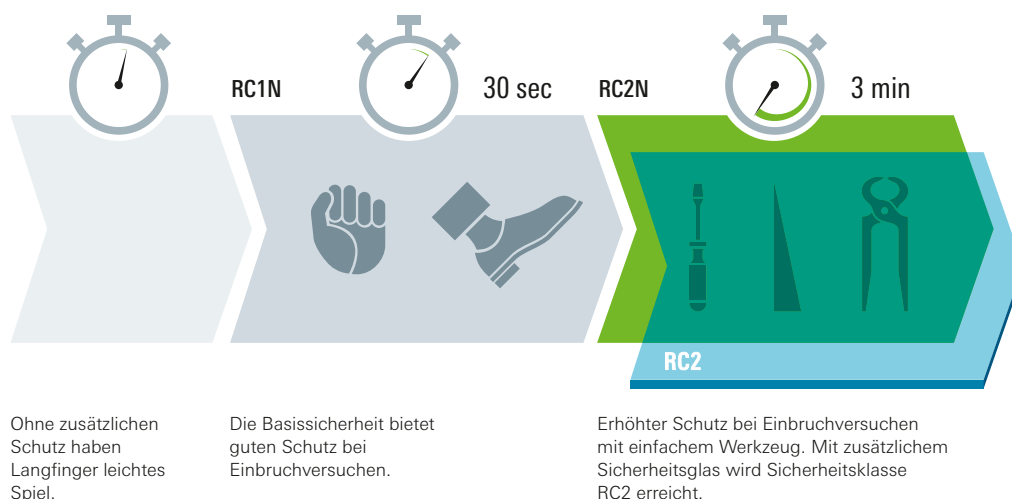 RC1N
30 sec
RC2N
3 min
RC2
Ohne zusätzlichen
Schutz haben
Langfinger leichtes
Spiel.
Die Basissicherheit bietet
guten Schutz bei
Einbruchversuchen.
Erhöhter Schutz bei Einbruchversuchen
mit einfachem Werkzeug. Mit zusätzlichem
Sicherheitsglas wird Sicherheitsklasse
RC2 erreicht.